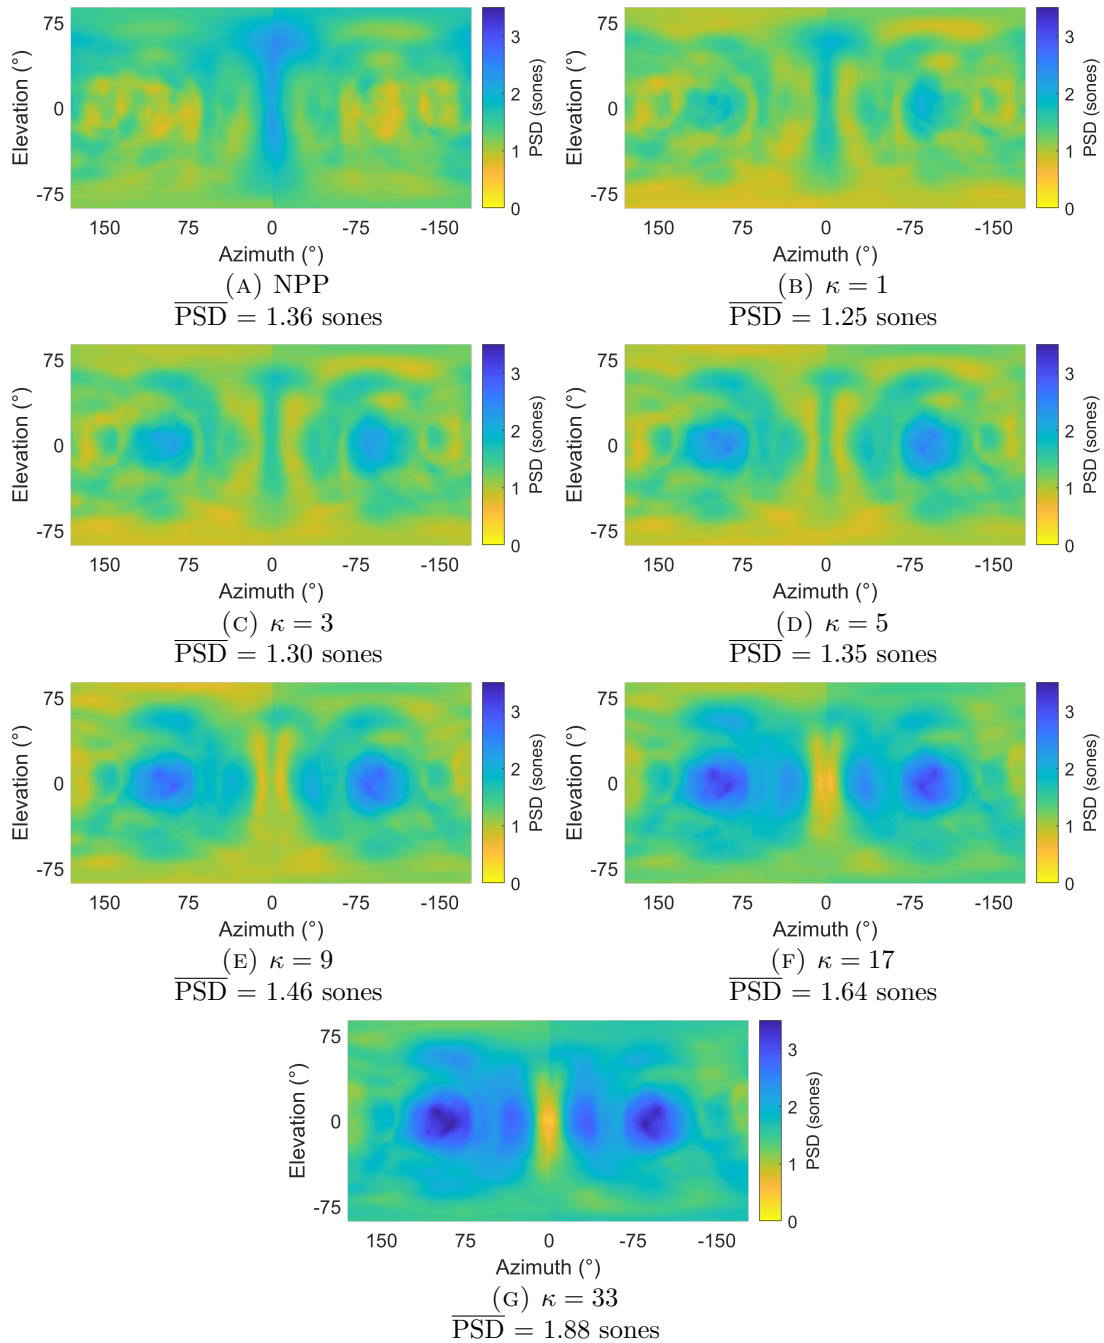 75
0
-75
Elevation (°)
150 75 0 -75 -150
Azimuth (°)
3
2
1
0
PSD (sones)
(A) NPP
PSD = 1.36 sones
75
0
-75
Elevation (°)
150 75 0 -75 -150
Azimuth (°)
3
2
1
0
PSD (sones)
(B) κ = 1
PSD = 1.25 sones
75
0
-75
Elevation (°)
150 75 0 -75 -150
Azimuth (°)
3
2
1
0
PSD (sones)
(C) κ = 3
PSD = 1.30 sones
75
0
-75
Elevation (°)
150 75 0 -75 -150
Azimuth (°)
3
2
1
0
PSD (sones)
(D) κ = 5
PSD = 1.35 sones
75
0
-75
Elevation (°)
150 75 0 -75 -150
Azimuth (°)
3
2
1
0
PSD (sones)
(E) κ = 9
PSD = 1.46 sones
75
0
-75
Elevation (°)
150 75 0 -75 -150
Azimuth (°)
3
2
1
0
PSD (sones)
(F) κ = 17
PSD = 1.64 sones
75
0
-75
Elevation (°)
150 75 0 -75 -150
Azimuth (°)
3
2
1
0
PSD (sones)
(G) κ = 33
PSD = 1.88 sones